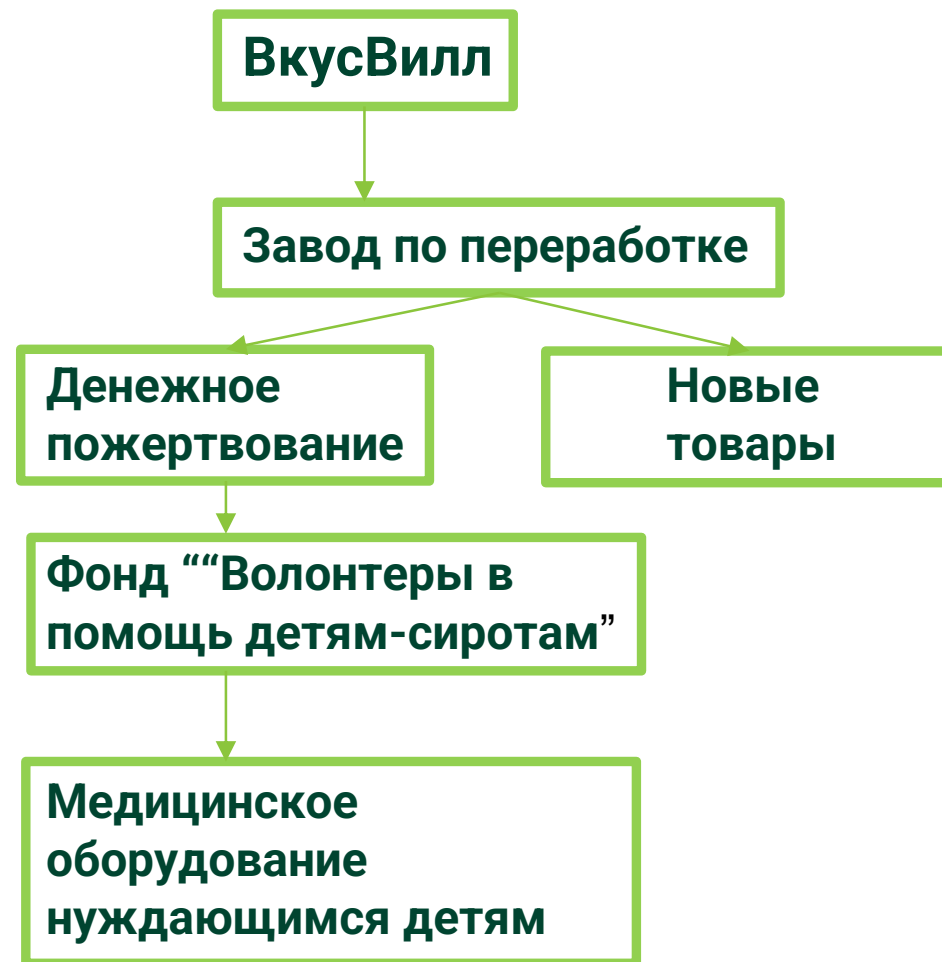 ВкусВилл
Завод по переработке
Денежное
пожертвование
Новые
товары
Фонд ““Волонтеры в
помощь детям-сиротам”
Медицинское
оборудование
нуждающимся детям